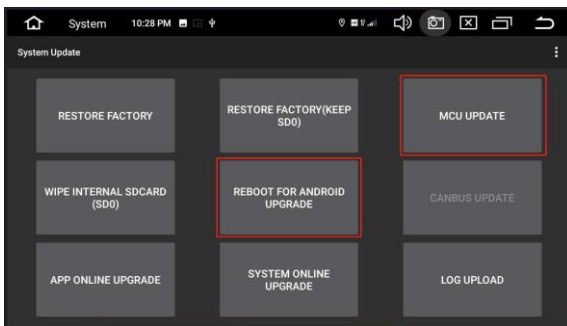 System 10:28 PM
System Update
RESTORE FACTORY
RESTORE FACTORY(KEEP
SD0)
MCU UPDATE
WIPE INTERNAL SDCARD
(SD0)
REBOOT FOR ANDROID
UPGRADE
CANBUS UPDATE
APP ONLINE UPGRADE
SYSTEM ONLINE
UPGRADE
LOG UPLOAD